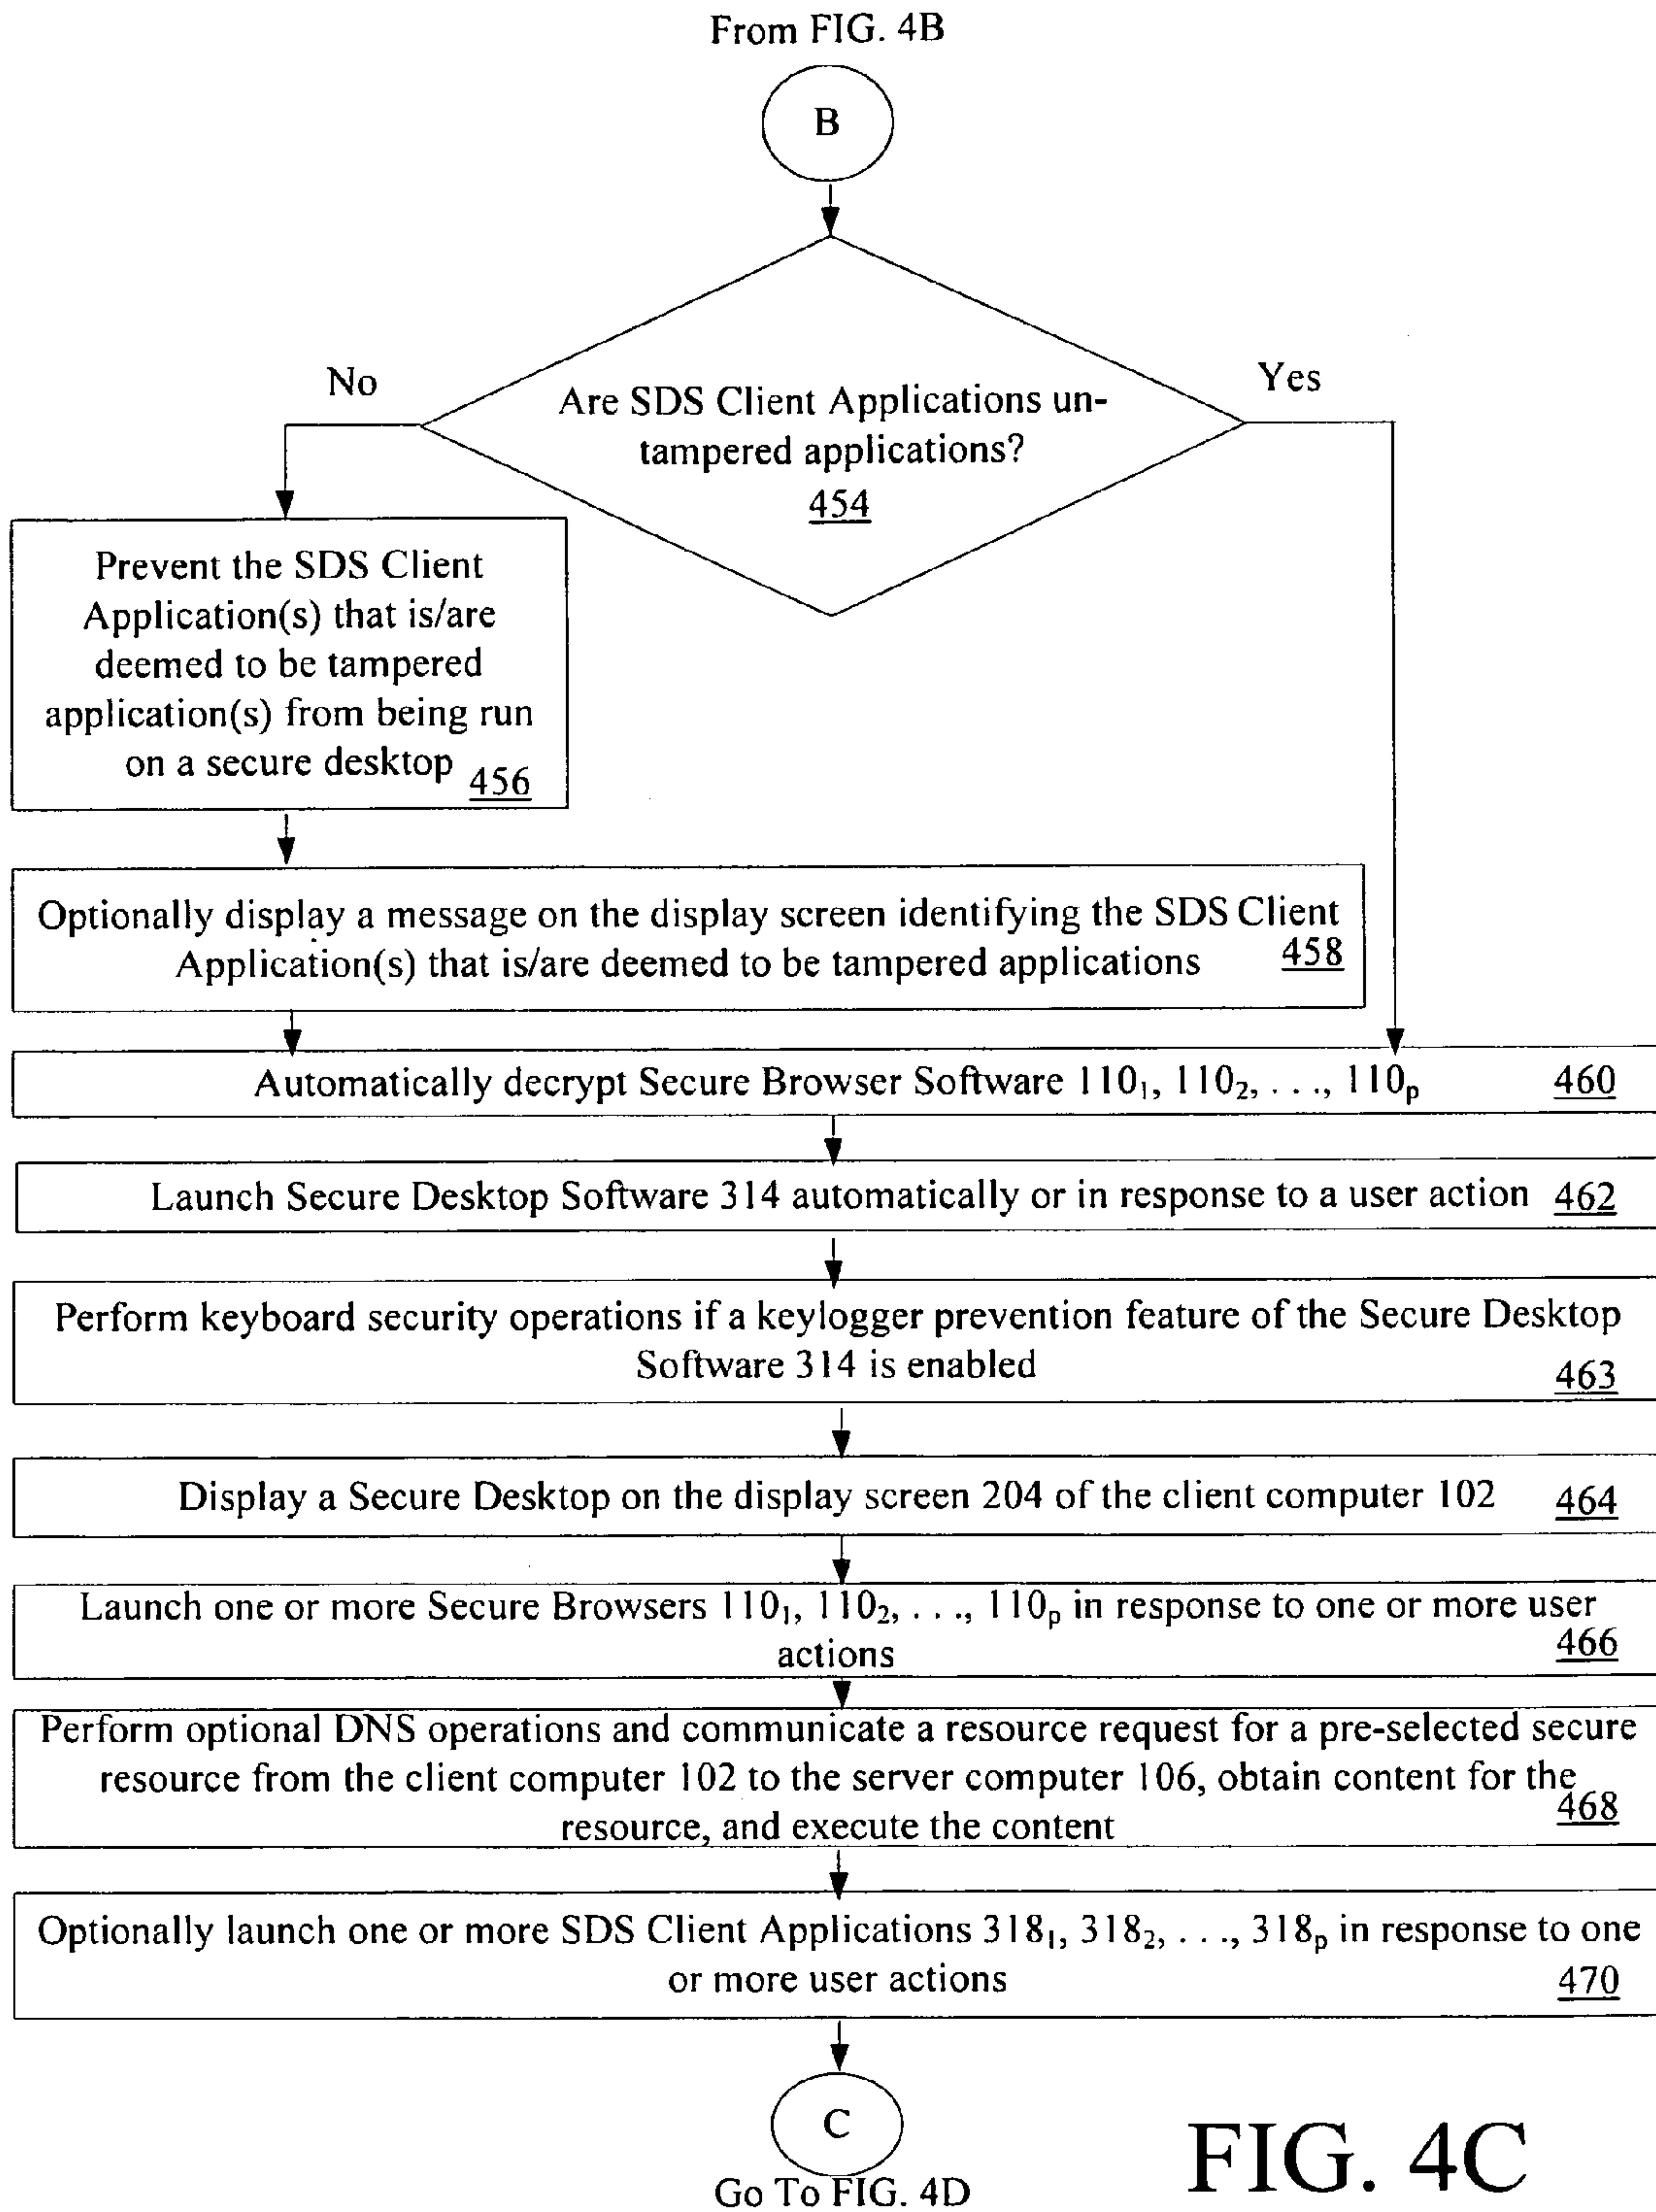 From FIG. 4B
B
No
Yes
Are SDS Client Applications un-
tampered applications?
454
Prevent the SDS Client
Application(s) that is/are
deemed to be tampered
application(s) from being run
on a secure desktop 456
Optionally display a message on the display screen identifying the SDS Client
Application(s) that is/are deemed to be tampered applications 458
Automatically decrypt Secure Browser Software 110₁, 110₂, . . ., 110ₚ 460
Launch Secure Desktop Software 314 automatically or in response to a user action 462
Perform keyboard security operations if a keylogger prevention feature of the Secure Desktop
Software 314 is enabled 463
Display a Secure Desktop on the display screen 204 of the client computer 102 464
Launch one or more Secure Browsers 110₁, 110₂, . . ., 110ₚ in response to one or more user
actions 466
Perform optional DNS operations and communicate a resource request for a pre-selected secure
resource from the client computer 102 to the server computer 106, obtain content for the
resource, and execute the content 468
Optionally launch one or more SDS Client Applications 318₁, 318₂, . . ., 318ₚ in response to one
or more user actions 470
C
Go To FIG. 4D
FIG. 4C